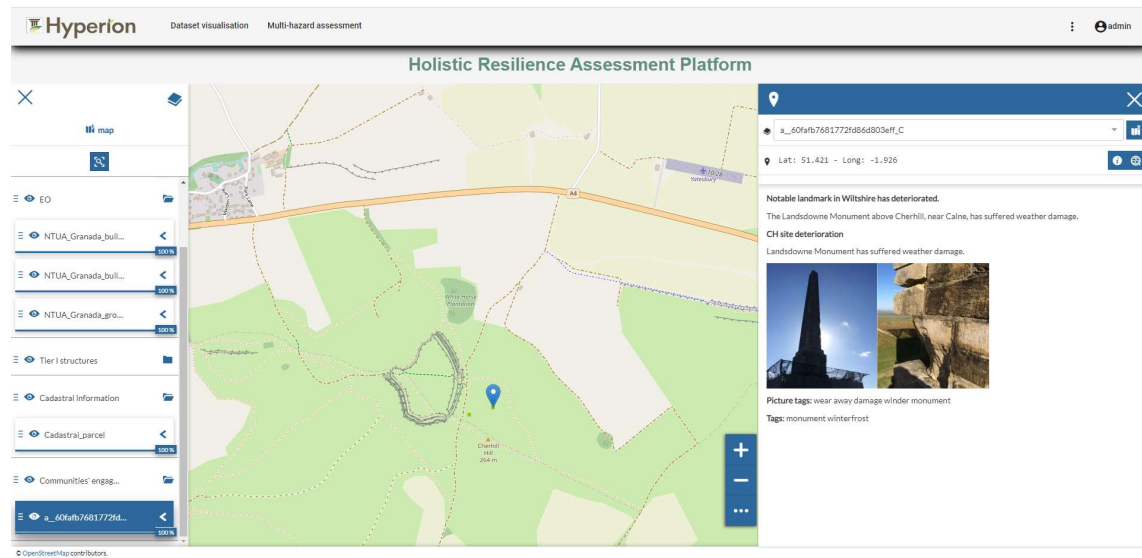 Hyperion
Dataset visualisation
Multi-hazard assessment
admin
Holistic Resilience Assessment Platform
map
EO
NTUA_Granada_buil...
100 %
NTUA_Granada_buil...
100 %
NTUA_Granada_gro...
100 %
Tier I structures
Cadastral information
Cadastral_parcel
100 %
Communities' engag...
a__60fafb7681772fd...
100 %
© OpenStreetMap contributors.
A4
10/28
Yatesbury
White Horse
Plantation
Cherhill
Hill
264 m
a__60fafb7681772fd86d803eff_C
Lat: 51.421 - Long: -1.926
Notable landmark in Wiltshire has deteriorated.
The Landsdowne Monument above Cherhill, near Calne, has suffered weather damage.
CH site deterioration
Landsdowne Monument has suffered weather damage.
Picture tags: wear away damage winder monument
Tags: monument winterfrost